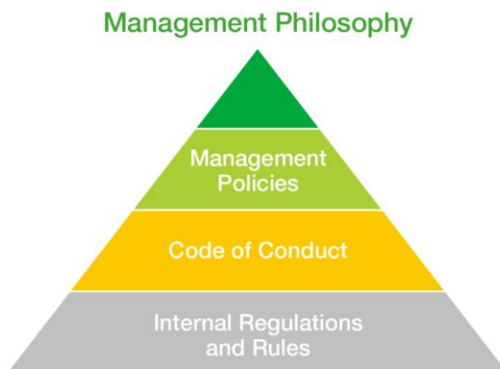 Management Philosophy
Management
Policies
Code of Conduct
Internal Regulations
and Rules